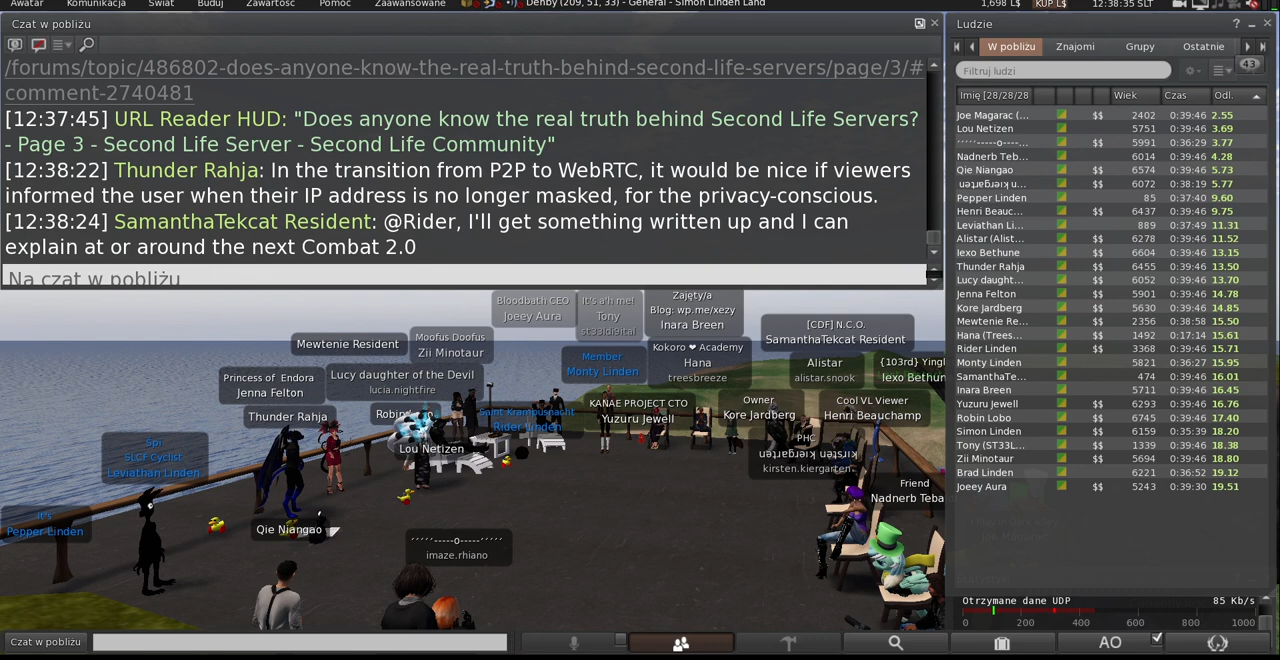 Awatar Komunikacja Świat Buduj Zawartość Pomoc Zaawansowane Denby (209, 51, 33) - General - Simon Linden Land 1,698 L$ KUP L$ 12:38:35 SLT
Czat w pobliżu
/forums/topic/486802-does-anyone-know-the-real-truth-behind-second-life-servers/page/3/#
comment-2740481
[12:37:45] URL Reader HUD: "Does anyone know the real truth behind Second Life Servers?
- Page 3 - Second Life Server - Second Life Community"
[12:38:22] Thunder Rahja: In the transition from P2P to WebRTC, it would be nice if viewers
informed the user when their IP address is no longer masked, for the privacy-conscious.
[12:38:24] SamanthaTekcat Resident: @Rider, I'll get something written up and I can
explain at or around the next Combat 2.0
Na czat w pobliżu
Bloodbath CEO
Joeey Aura
It's a'h me!
Tony
st33ldigital
Zajęty/a
Blog: wp.me/xezy
Inara Breen
[CDF] N.C.O.
SamanthaTekcat Resident
Mewtenie Resident
Moofus Doofus
Zii Minotaur
Member
Monty Linden
Kokoro ❤ Academy
Hana
treesbreeze
Alistar
alistar.snook
{103rd} Yingl
Iexo Bethun
Princess of Endora
Jenna Felton
Lucy daughter of the Devil
lucia.nightfire
Thunder Rahja
Saint Krampusnacht
Rider Linden
KANAE PROJECT CTO
Yuzuru Jewell
Owner
Kore Jardberg
Cool VL Viewer
Henri Beauchamp
Lou Netizen
PHC
kirsten.kiergarten
Spi
SLCF Cyclist
Leviathan Linden
Friend
Nadnerb Teba
It's
Pepper Linden
Qie Niangao
´´´´´-----o-----´´´´´
imaze.rhiano
Czat w pobliżu
AO
Ludzie
W pobliżu Znajomi Grupy Ostatnie
Filtruj ludzi 43
Imię [28/28/28 Wiek Czas Odl.
Joe Magarac (... $$ 2402 0:39:46 2.55
Lou Netizen 5751 0:39:46 3.69
´´´´´-----o----... $$ 5991 0:36:29 3.77
Nadnerb Teb... 6014 0:39:46 4.28
Qie Niangao $$ 6574 0:39:46 5.73
$$ 6072 0:38:19 5.77
Pepper Linden 85 0:37:40 9.60
Henri Beauc... $$ 6437 0:39:46 9.75
Leviathan Li... 889 0:37:49 11.31
Alistar (Alist... $$ 6278 0:39:46 11.52
Iexo Bethune $$ 6604 0:39:46 13.15
Thunder Rahja $$ 6455 0:39:46 13.50
Lucy daught... $$ 6052 0:39:46 13.70
Jenna Felton $$ 5901 0:39:46 14.78
Kore Jardberg $$ 5630 0:39:46 14.85
Mewtenie Re... $$ 2356 0:38:58 15.50
Hana (Trees... $$ 1492 0:17:14 15.61
Rider Linden $$ 3368 0:39:46 15.71
Monty Linden 5821 0:36:27 15.95
SamanthaTe... $$ 474 0:39:46 16.01
Inara Breen $$ 5711 0:39:46 16.45
Yuzuru Jewell $$ 6293 0:39:46 16.76
Robin Lobo $$ 6745 0:39:46 17.40
Simon Linden $$ 6159 0:35:39 18.20
Tony (ST33L... $$ 1339 0:39:46 18.38
Zii Minotaur $$ 5694 0:39:46 18.80
Brad Linden 6221 0:36:52 19.12
Joeey Aura $$ 5243 0:39:30 19.51
Otrzymane dane UDP 85 Kb/s
0 200 400 600 800 1000